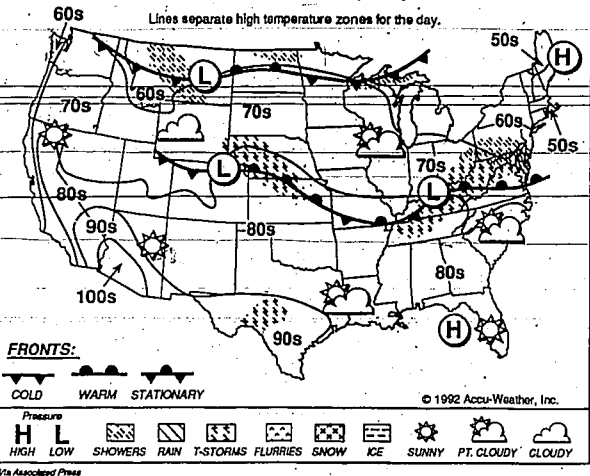 Lines separate high temperature zones for the day.
60s
50s
H
L
60s
70s
70s
60s
50s
70s
L
L
80s
90s
80s
80s
100s
90s
H
FRONTS:
COLD WARM STATIONARY
© 1992 Accu-Weather, Inc.
Pressure
H L
HIGH LOW SHOWERS RAIN T-STORMS FLURRIES SNOW ICE SUNNY PT. CLOUDY CLOUDY
Via Associated Press